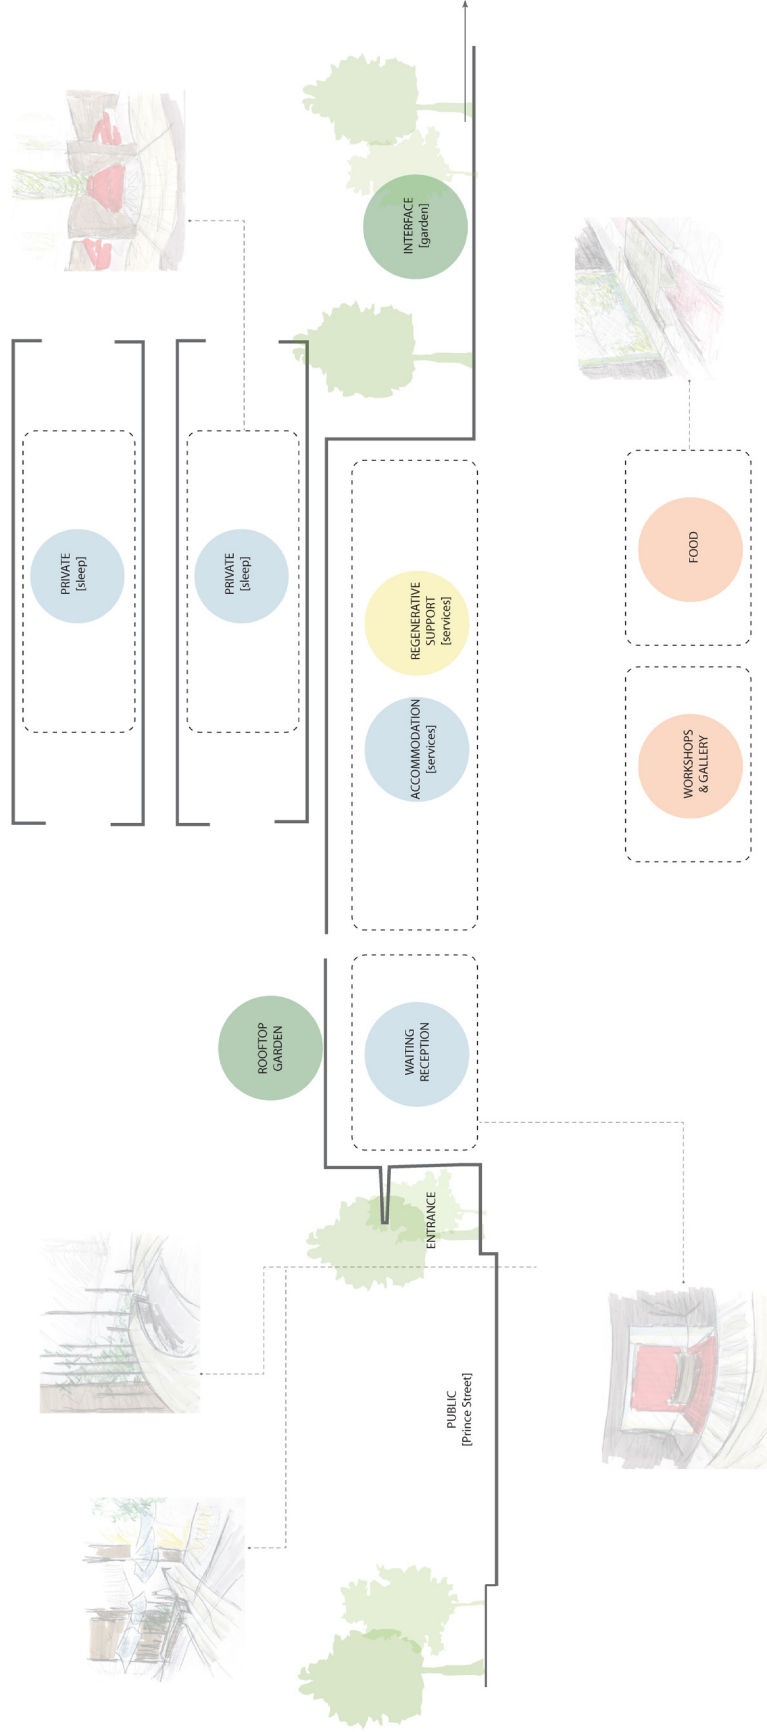 PRIVATE
[sleep]
PRIVATE
[sleep]
ROOFTOP
GARDEN
PUBLIC
[Prince Street]
ENTRANCE
WAITING
RECEPTION
ACCOMMODATION
[services]
REGENERATIVE
SUPPORT
[services]
INTERFACE
[garden]
WORKSHOPS
& GALLERY
FOOD